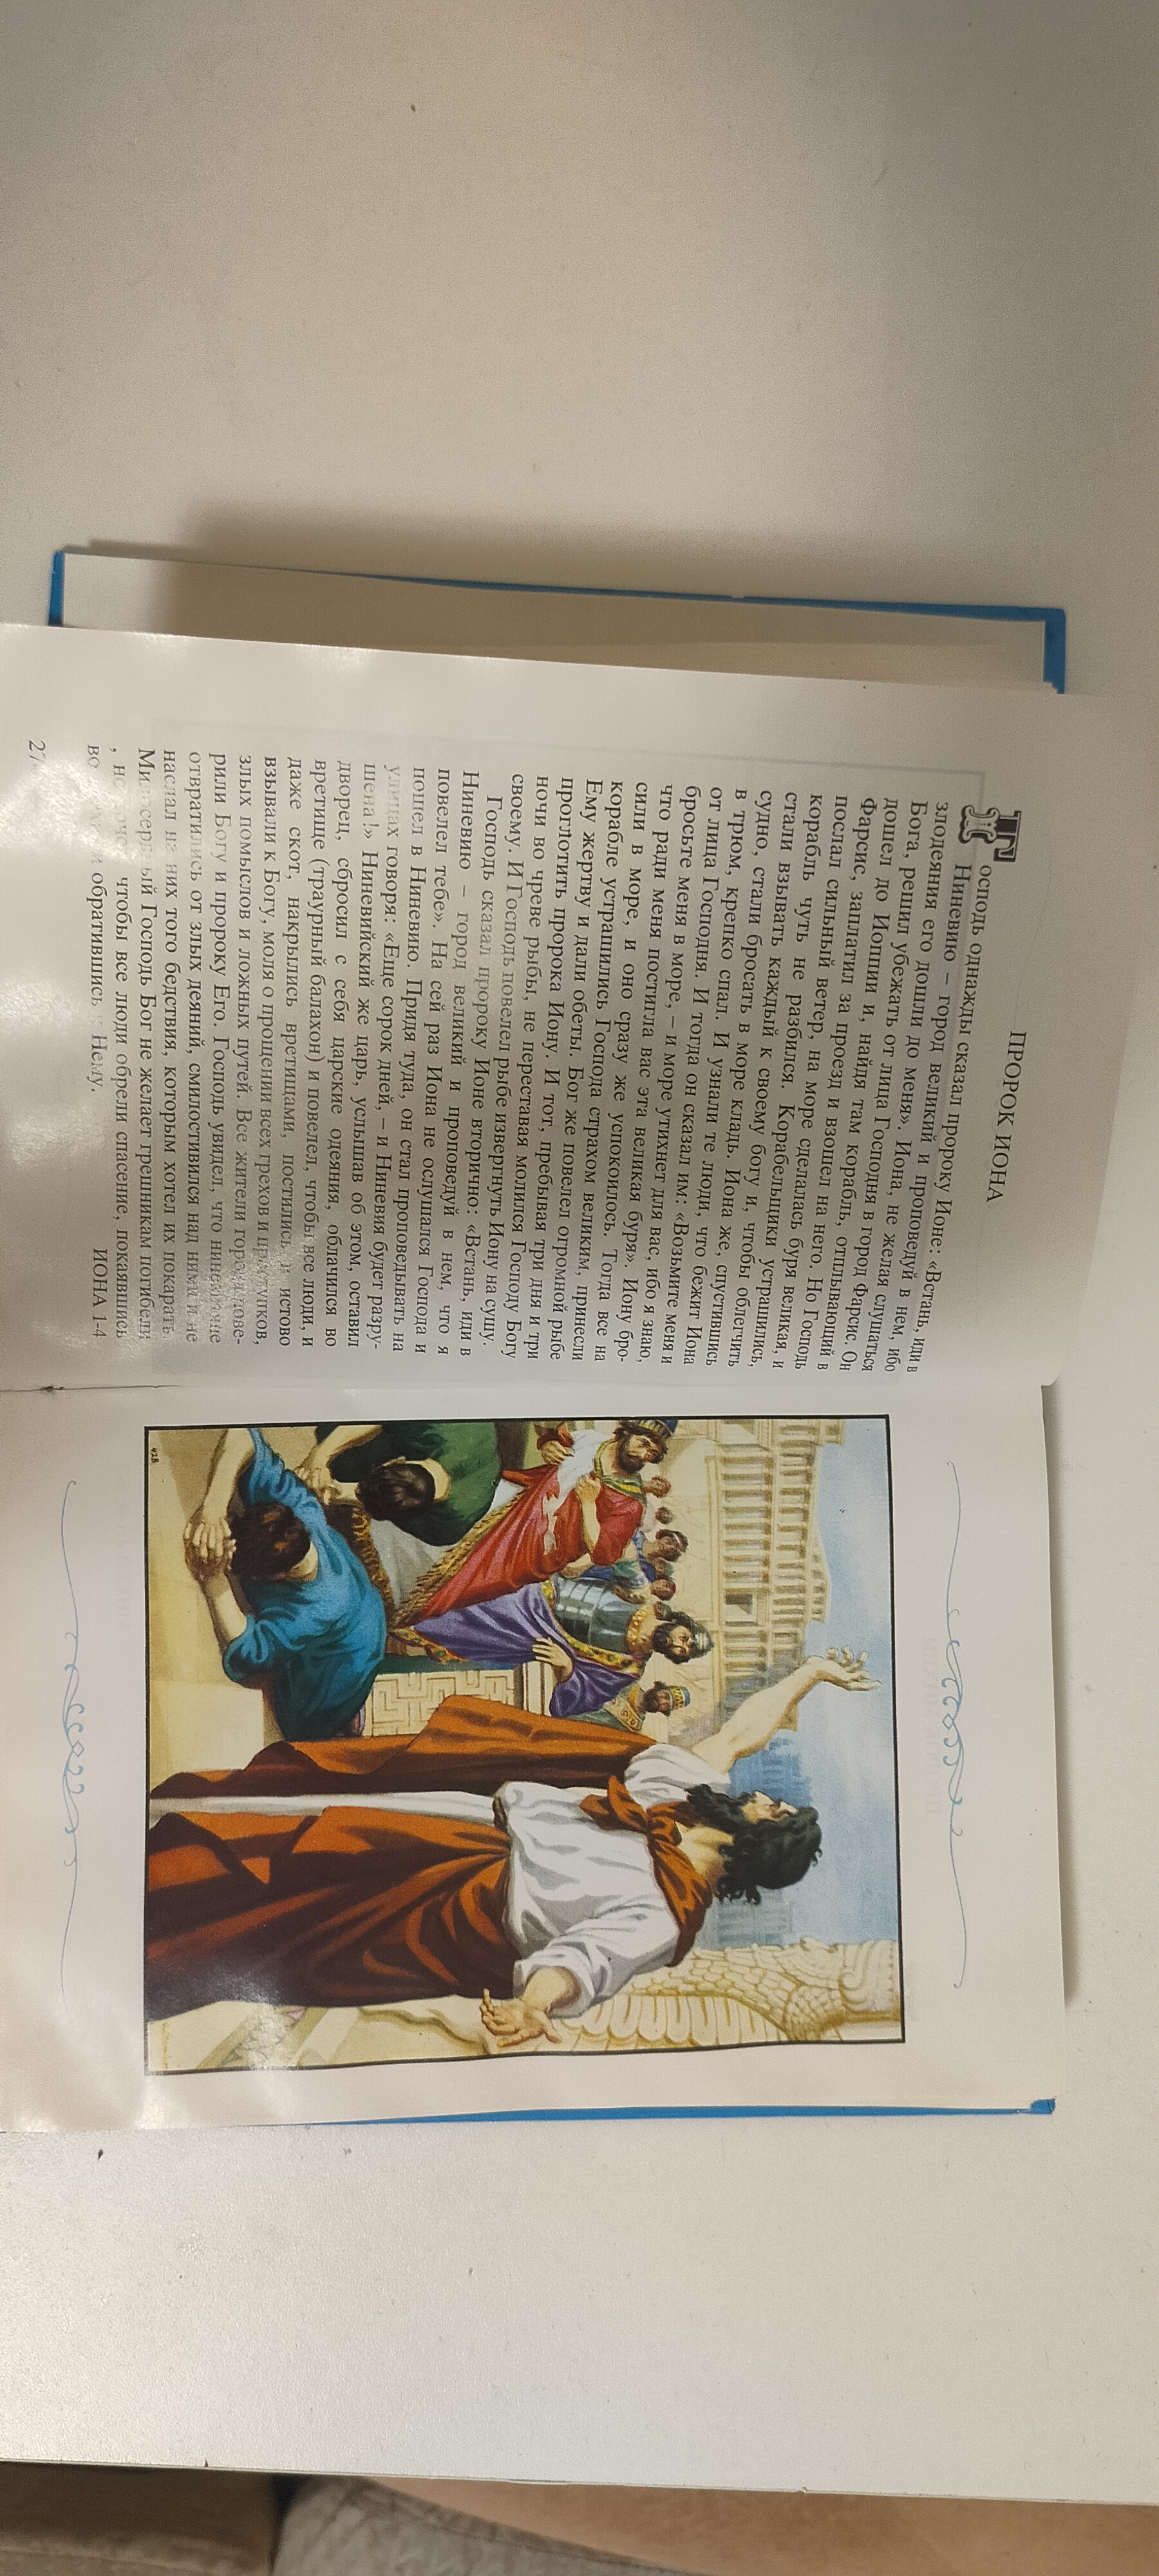 ПРОРОК ИОНА
Господь однажды сказал пророку Ионе: «Встань, иди в
Ниневию – город великий и проповедуй в нем, ибо
злодеяния его дошли до меня». Иона, не желая слушаться
Бога, решил убежать от лица Господня в город Фарсис. Он
дошел до Иоппии и, найдя там корабль, отплывающий в
Фарсис, заплатил за проезд и взошел на него. Но Господь
послал сильный ветер, на море сделалась буря великая, и
корабль чуть не разбился. Корабельщики устрашились,
стали взывать каждый к своему богу и, чтобы облегчить
судно, стали бросать в море кладь. Иона же, спустившись
в трюм, крепко спал. И узнали те люди, что бежит Иона
от лица Господня. И тогда он сказал им: «Возьмите меня и
бросьте меня в море, – и море утихнет для вас, ибо я знаю,
что ради меня постигла вас эта великая буря». Иону бро-
сили в море, и оно сразу же успокоилось. Тогда все на
корабле устрашились Господа страхом великим, принесли
Ему жертву и дали обеты. Бог же повелел огромной рыбе
проглотить пророка Иону. И тот, пребывая три дня и три
ночи во чреве рыбы, не переставая молился Господу Богу
своему. И Господь повелел рыбе извергнуть Иону на сушу.
Господь сказал пророку Ионе вторично: «Встань, иди в
Ниневию – город великий и проповедуй в нем, что я
повелел тебе». На сей раз Иона не ослушался Господа и
пошел в Ниневию. Придя туда, он стал проповедывать на
улицах говоря: «Еще сорок дней, – и Ниневия будет разру-
шена!» Ниневийский же царь, услышав об этом, оставил
дворец, сбросил с себя царские одеяния, облачился во
вретище (траурный балахон) и повелел, чтобы все люди, и
даже скот, накрылись вретищами, постились и истово
взывали к Богу, моля о прощении всех грехов и проступков,
злых помыслов и ложных путей. Все жители города пове-
рили Богу и пророку Его. Господь увидел, что ниневитяне
отвратились от злых деяний, смилостивился над ними и не
наслал на них того бедствия, которым хотел их покарать.
Милосердный Господь Бог не желает грешникам погибели,
чтобы все люди обрели спасение, покаявшись
обратившись Нему.
ИОНА 1-4
428